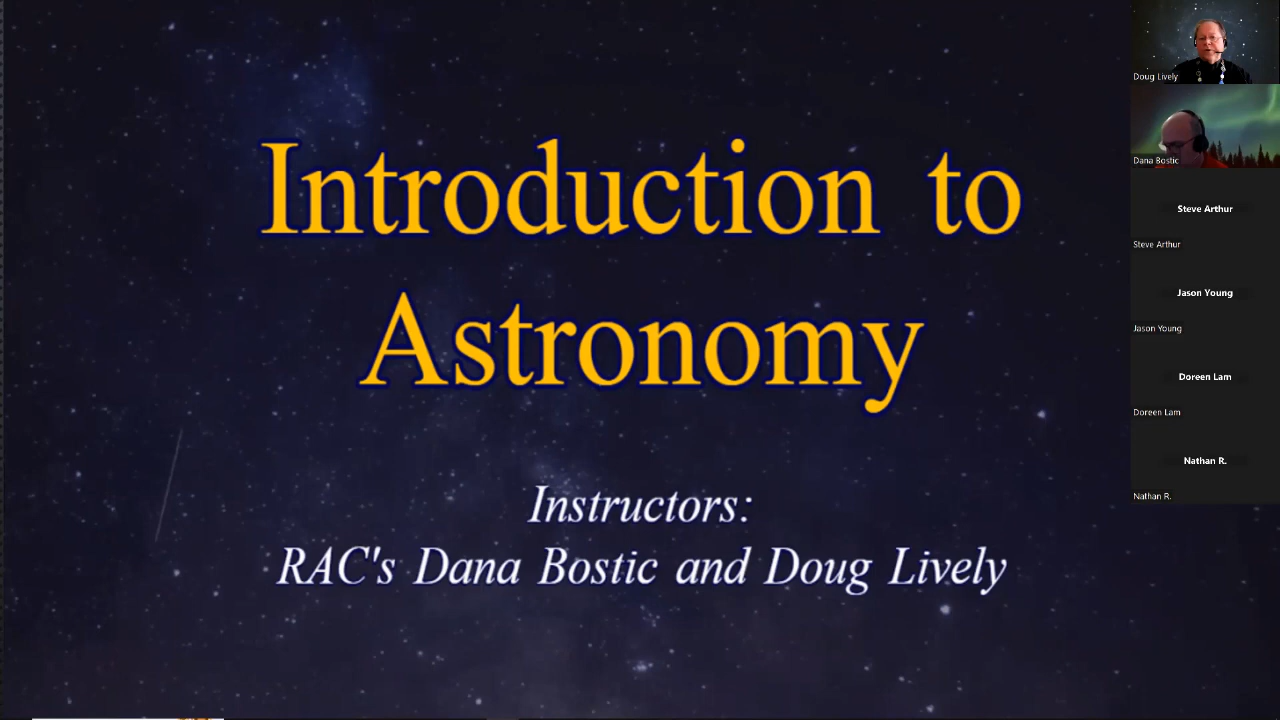 Introduction to
Astronomy
Instructors:
RAC's Dana Bostic and Doug Lively
Doug Lively
Dana Bostic
Steve Arthur
Steve Arthur
Jason Young
Jason Young
Doreen Lam
Doreen Lam
Nathan R.
Nathan R.